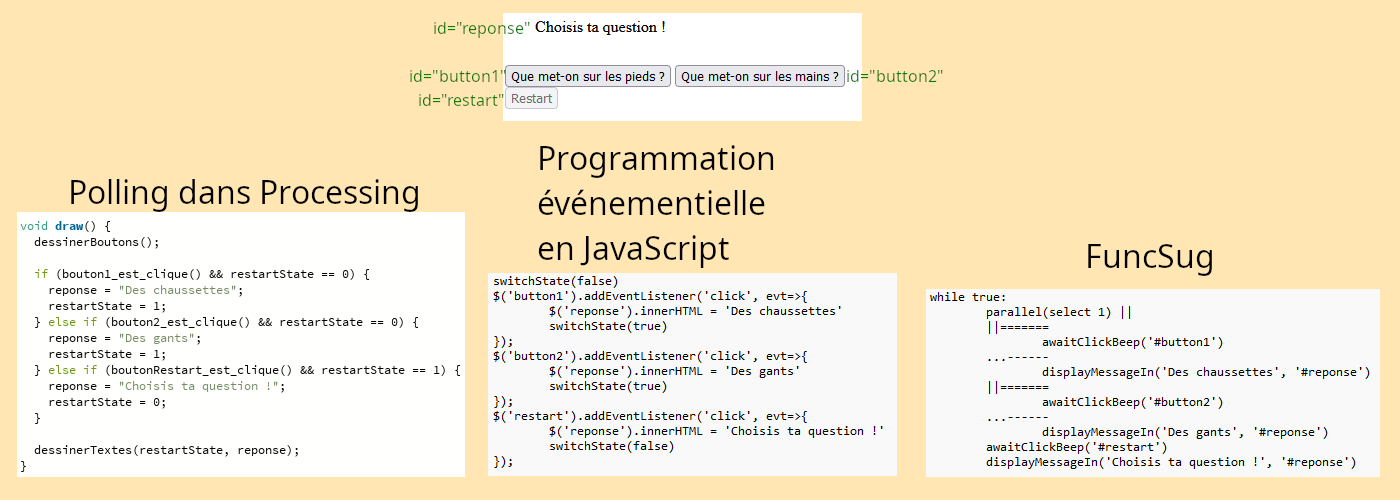 id="reponse" Choisis ta question !
id="button1" Que met-on sur les pieds ? Que met-on sur les mains ? id="button2"
id="restart" Restart
Polling dans Processing
void draw() {
  dessinerBoutons();
  if (bouton1_est_clique() && restartState == 0) {
    reponse = "Des chaussettes";
    restartState = 1;
  } else if (bouton2_est_clique() && restartState == 0) {
    reponse = "Des gants";
    restartState = 1;
  } else if (boutonRestart_est_clique() && restartState == 1) {
    reponse = "Choisis ta question !";
    restartState = 0;
  }
  dessinerTextes(restartState, reponse);
}
Programmation
événementielle
en JavaScript
switchState(false)
$('button1').addEventListener('click', evt=>{
        $('reponse').innerHTML = 'Des chaussettes'
        switchState(true)
});
$('button2').addEventListener('click', evt=>{
        $('reponse').innerHTML = 'Des gants'
        switchState(true)
});
$('restart').addEventListener('click', evt=>{
        $('reponse').innerHTML = 'Choisis ta question !'
        switchState(false)
});
FuncSug
while true:
        parallel(select 1) ||
        ||=======
                awaitClickBeep('#button1')
        ...------
                displayMessageIn('Des chaussettes', '#reponse')
        ||=======
                awaitClickBeep('#button2')
        ...------
                displayMessageIn('Des gants', '#reponse')
        awaitClickBeep('#restart')
        displayMessageIn('Choisis ta question !', '#reponse')